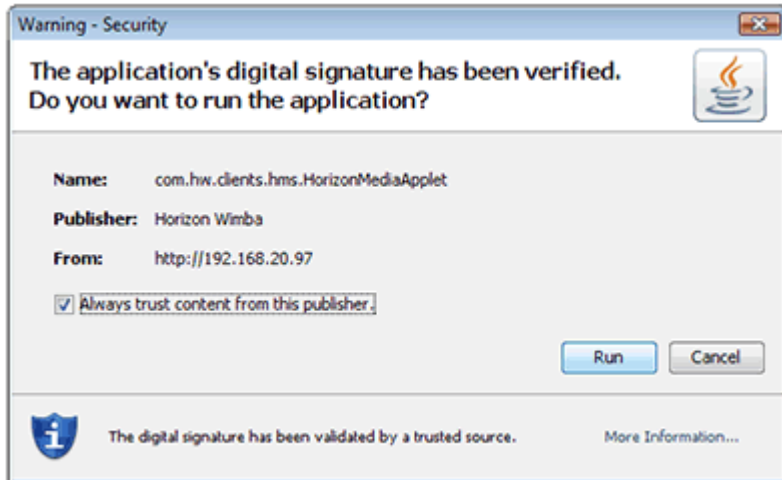 Warning - Security
The application's digital signature has been verified.
Do you want to run the application?
Name: com.hw.clients.hms.HorizonMediaApplet
Publisher: Horizon Wimba
From: http://192.168.20.97
Always trust content from this publisher.
Run Cancel
The digital signature has been validated by a trusted source. More Information...